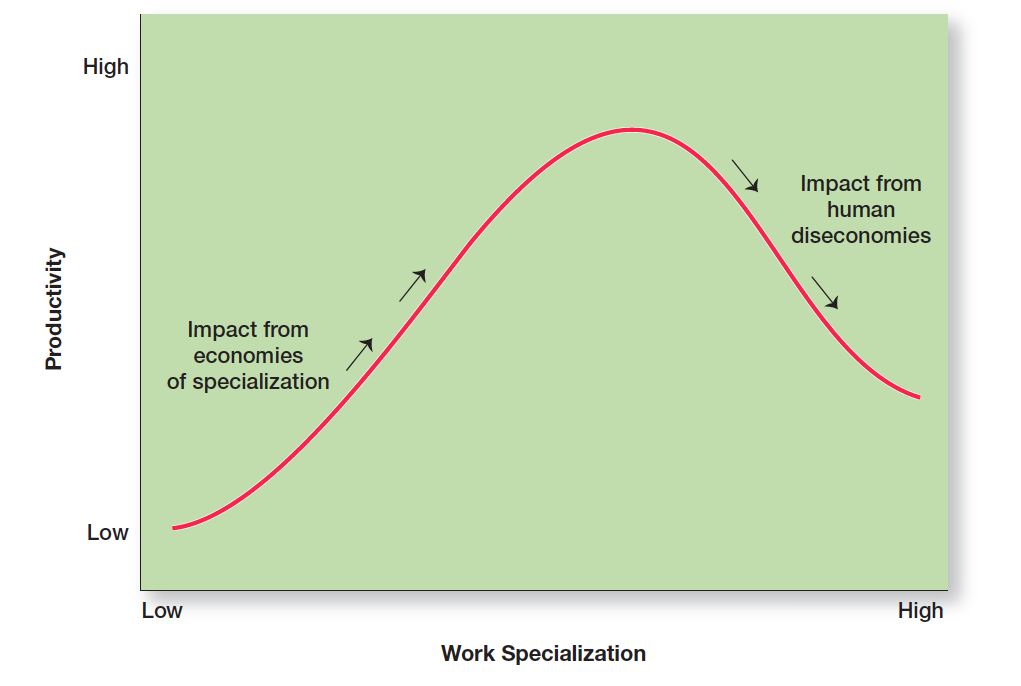 High
Impact from
human
diseconomies
Productivity
Impact from
economies
of specialization
Low
Low
High
Work Specialization